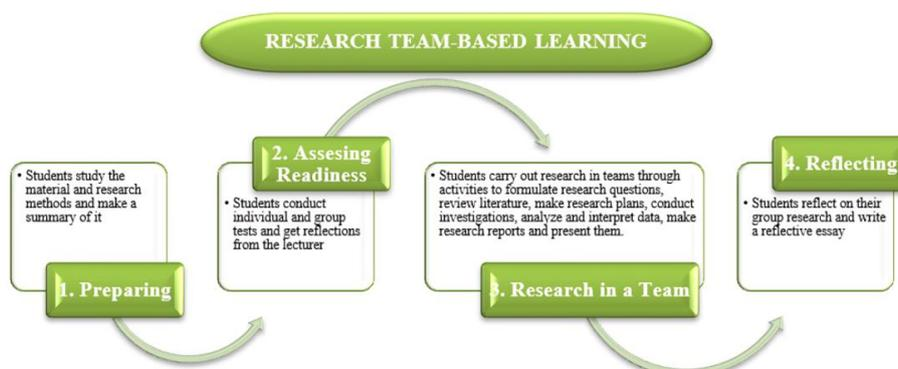 RESEARCH TEAM-BASED LEARNING
• Students study the
material and research
methods and make a
summary of it
1. Preparing
2. Assesing
Readiness
• Students conduct
individual and group
tests and get reflections
from the lecturer
• Students carry out research in teams through
activities to formulate research questions,
review literature, make research plans, conduct
investigations, analyze and interpret data, make
research reports and present them.
3. Research in a Team
4. Reflecting
• Students reflect on their
group research and write
a reflective essay